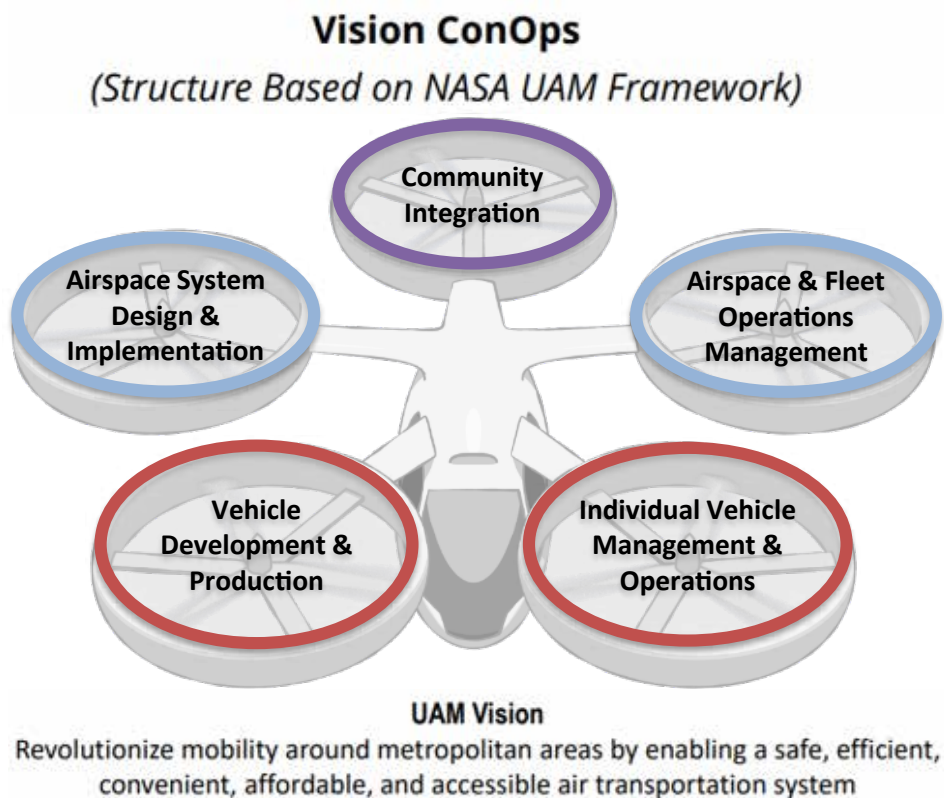 Vision ConOps
(Structure Based on NASA UAM Framework)
Community
Integration
Airspace System
Design &
Implementation
Airspace & Fleet
Operations
Management
Vehicle
Development &
Production
Individual Vehicle
Management &
Operations
UAM Vision
Revolutionize mobility around metropolitan areas by enabling a safe, efficient,
convenient, affordable, and accessible air transportation system